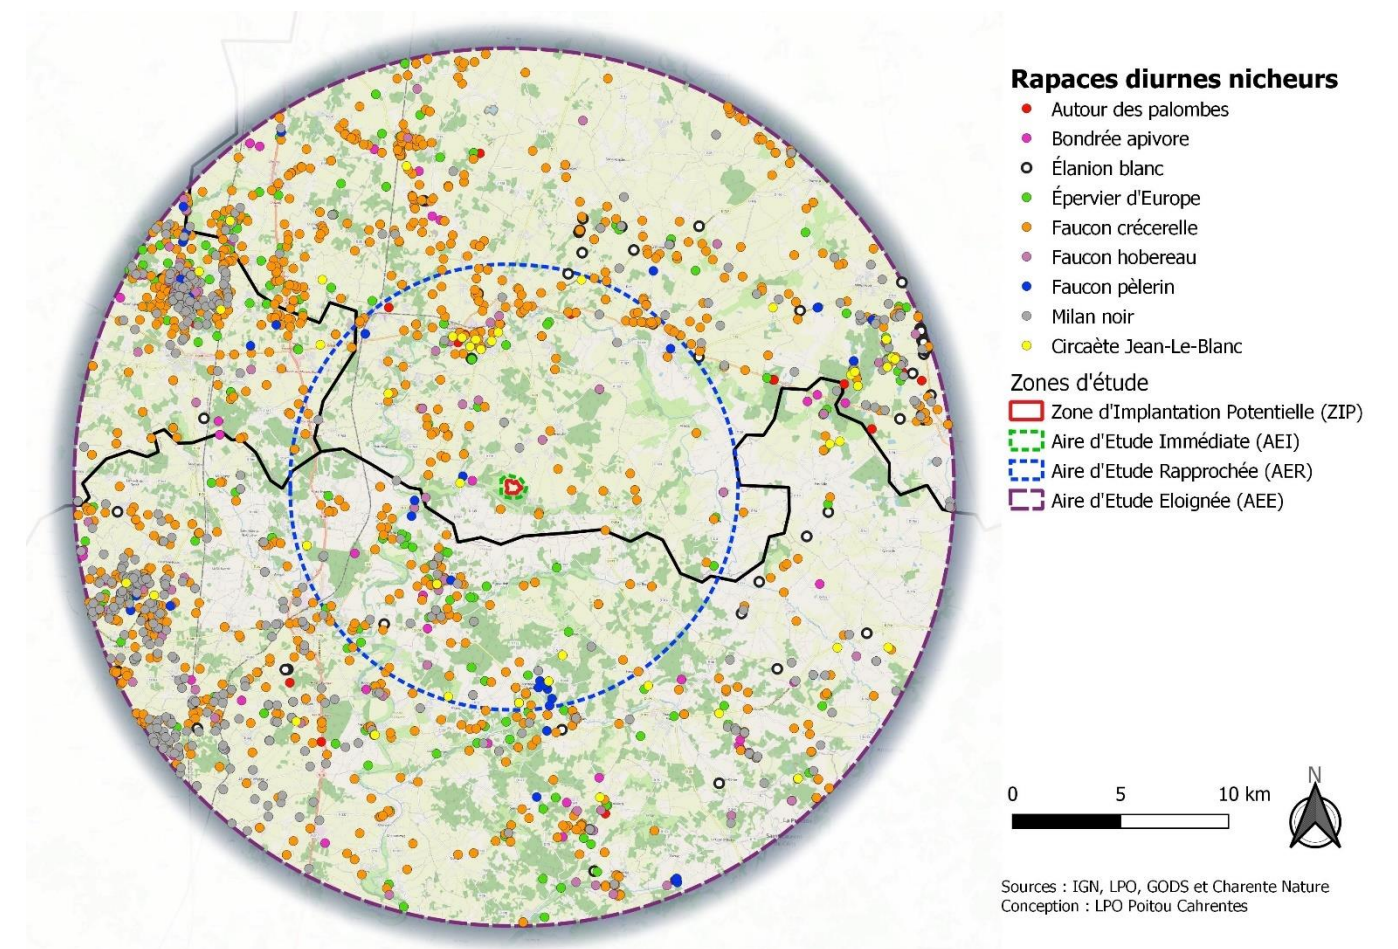 Rapaces diurnes nicheurs
Autour des palombes
Bondrée apivore
Élanion blanc
Épervier d'Europe
Faucon crécerelle
Faucon hobereau
Faucon pèlerin
Milan noir
Circaète Jean-Le-Blanc
Zones d'étude
Zone d'Implantation Potentielle (ZIP)
Aire d'Etude Immédiate (AEI)
Aire d'Etude Rapprochée (AER)
Aire d'Etude Eloignée (AEE)
N
0 5 10 km
Sources : IGN, LPO, GODS et Charente Nature
Conception : LPO Poitou Cahrentes